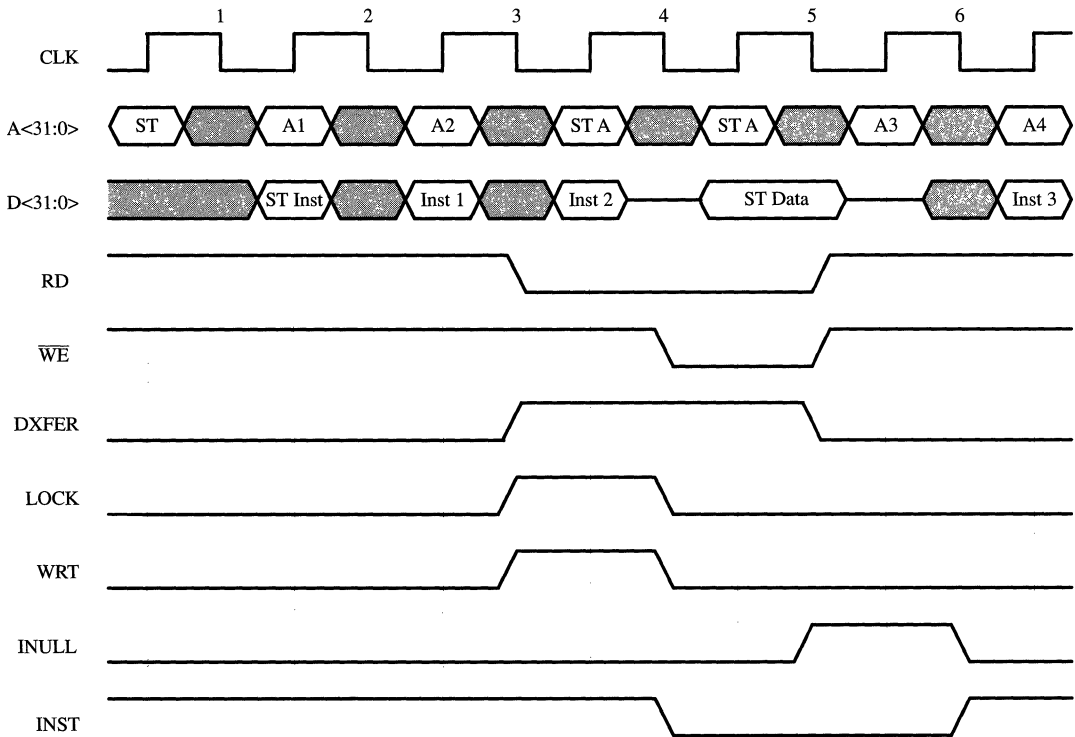 1 2 3 4 5 6
CLK
A<31:0> ST A1 A2 ST A ST A A3 A4
D<31:0> ST Inst Inst 1 Inst 2 ST Data Inst 3
RD
W̅E̅
DXFER
LOCK
WRT
INULL
INST